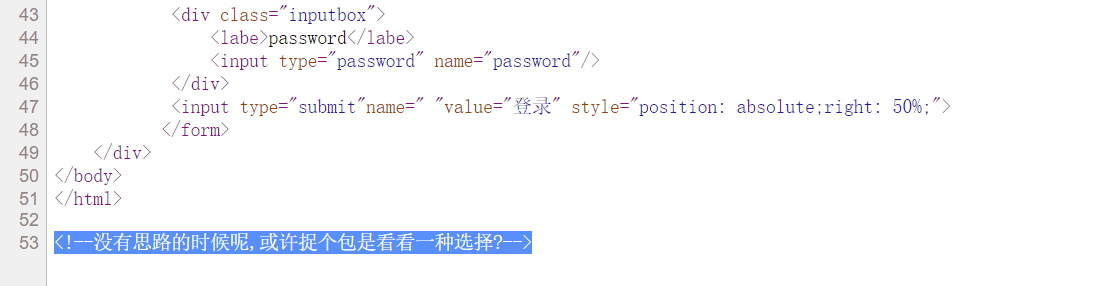 43 <div class="inputbox">
44 <labe>password</labe>
45 <input type="password" name="password"/>
46 </div>
47 <input type="submit"name=" "value="登录" style="position: absolute;right: 50%;">
48 </form>
49 </div>
50 </body>
51 </html>
52
53 <!--没有思路的时候呢,或许捉个包是看看一种选择?-->